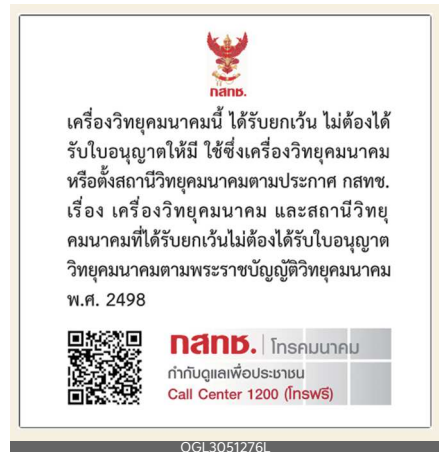 กสทช.
เครื่องวิทยุคมนาคมนี้ ได้รับยกเว้น ไม่ต้องได้
รับใบอนุญาตให้มี ใช้ซึ่งเครื่องวิทยุคมนาคม
หรือตั้งสถานีวิทยุคมนาคมตามประกาศ กสทช.
เรื่อง เครื่องวิทยุคมนาคม และสถานีวิทยุ
คมนาคมที่ได้รับยกเว้นไม่ต้องได้รับใบอนุญาต
วิทยุคมนาคมตามพระราชบัญญัติวิทยุคมนาคม
พ.ศ. 2498
กสทช. | โทรคมนาคม
กำกับดูแลเพื่อประชาชน
Call Center 1200 (โทรฟรี)
OGL3051276L